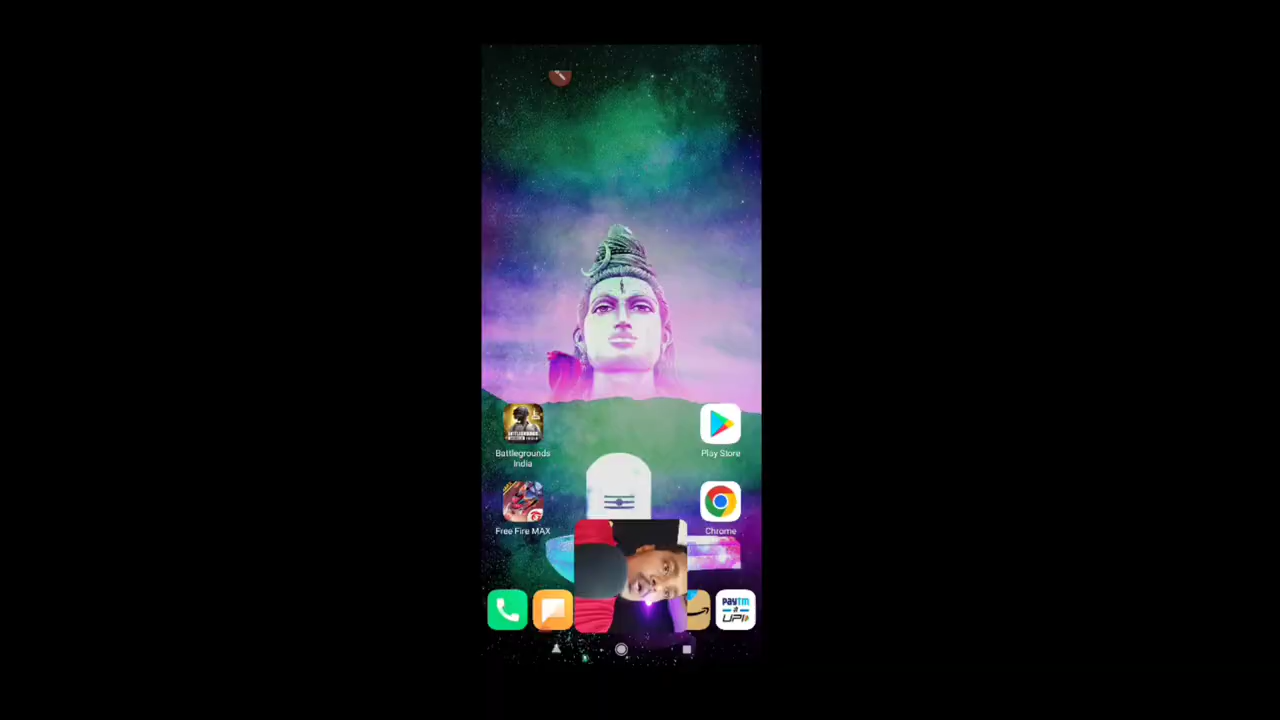 Battlegrounds
India
Play Store
Free Fire MAX
Chrome
paytm
UPI